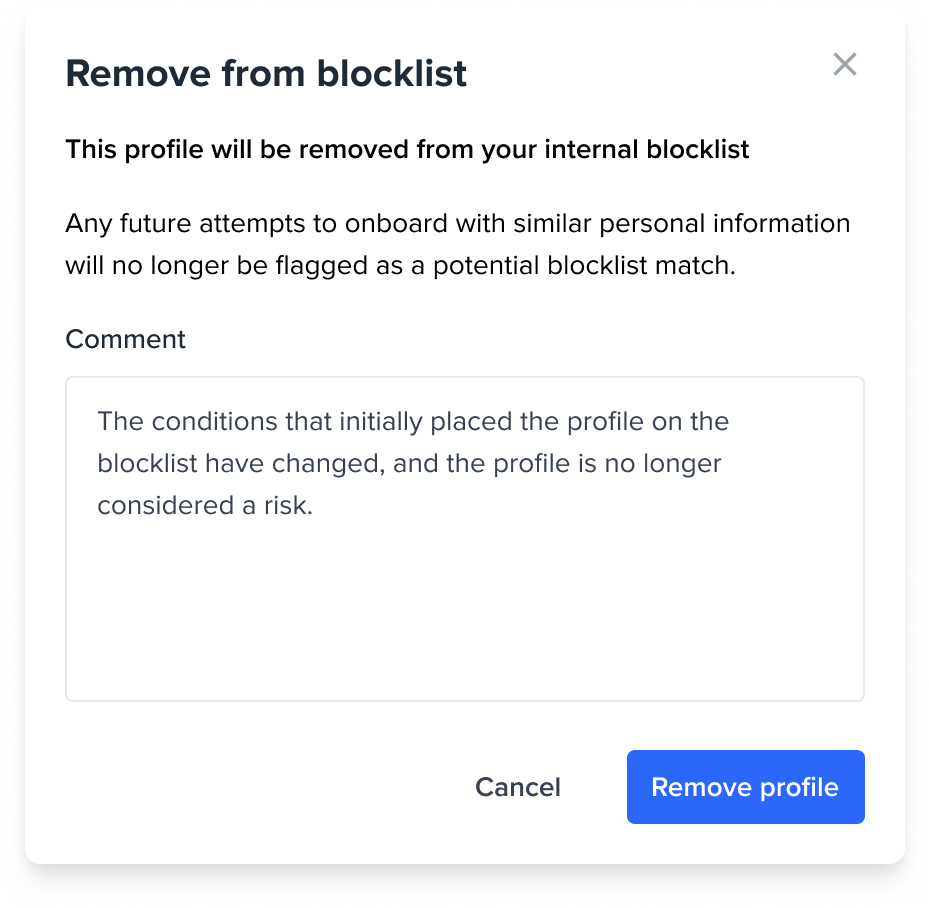 Remove from blocklist
This profile will be removed from your internal blocklist
Any future attempts to onboard with similar personal information
will no longer be flagged as a potential blocklist match.
Comment
The conditions that initially placed the profile on the
blocklist have changed, and the profile is no longer
considered a risk.
Cancel
Remove profile